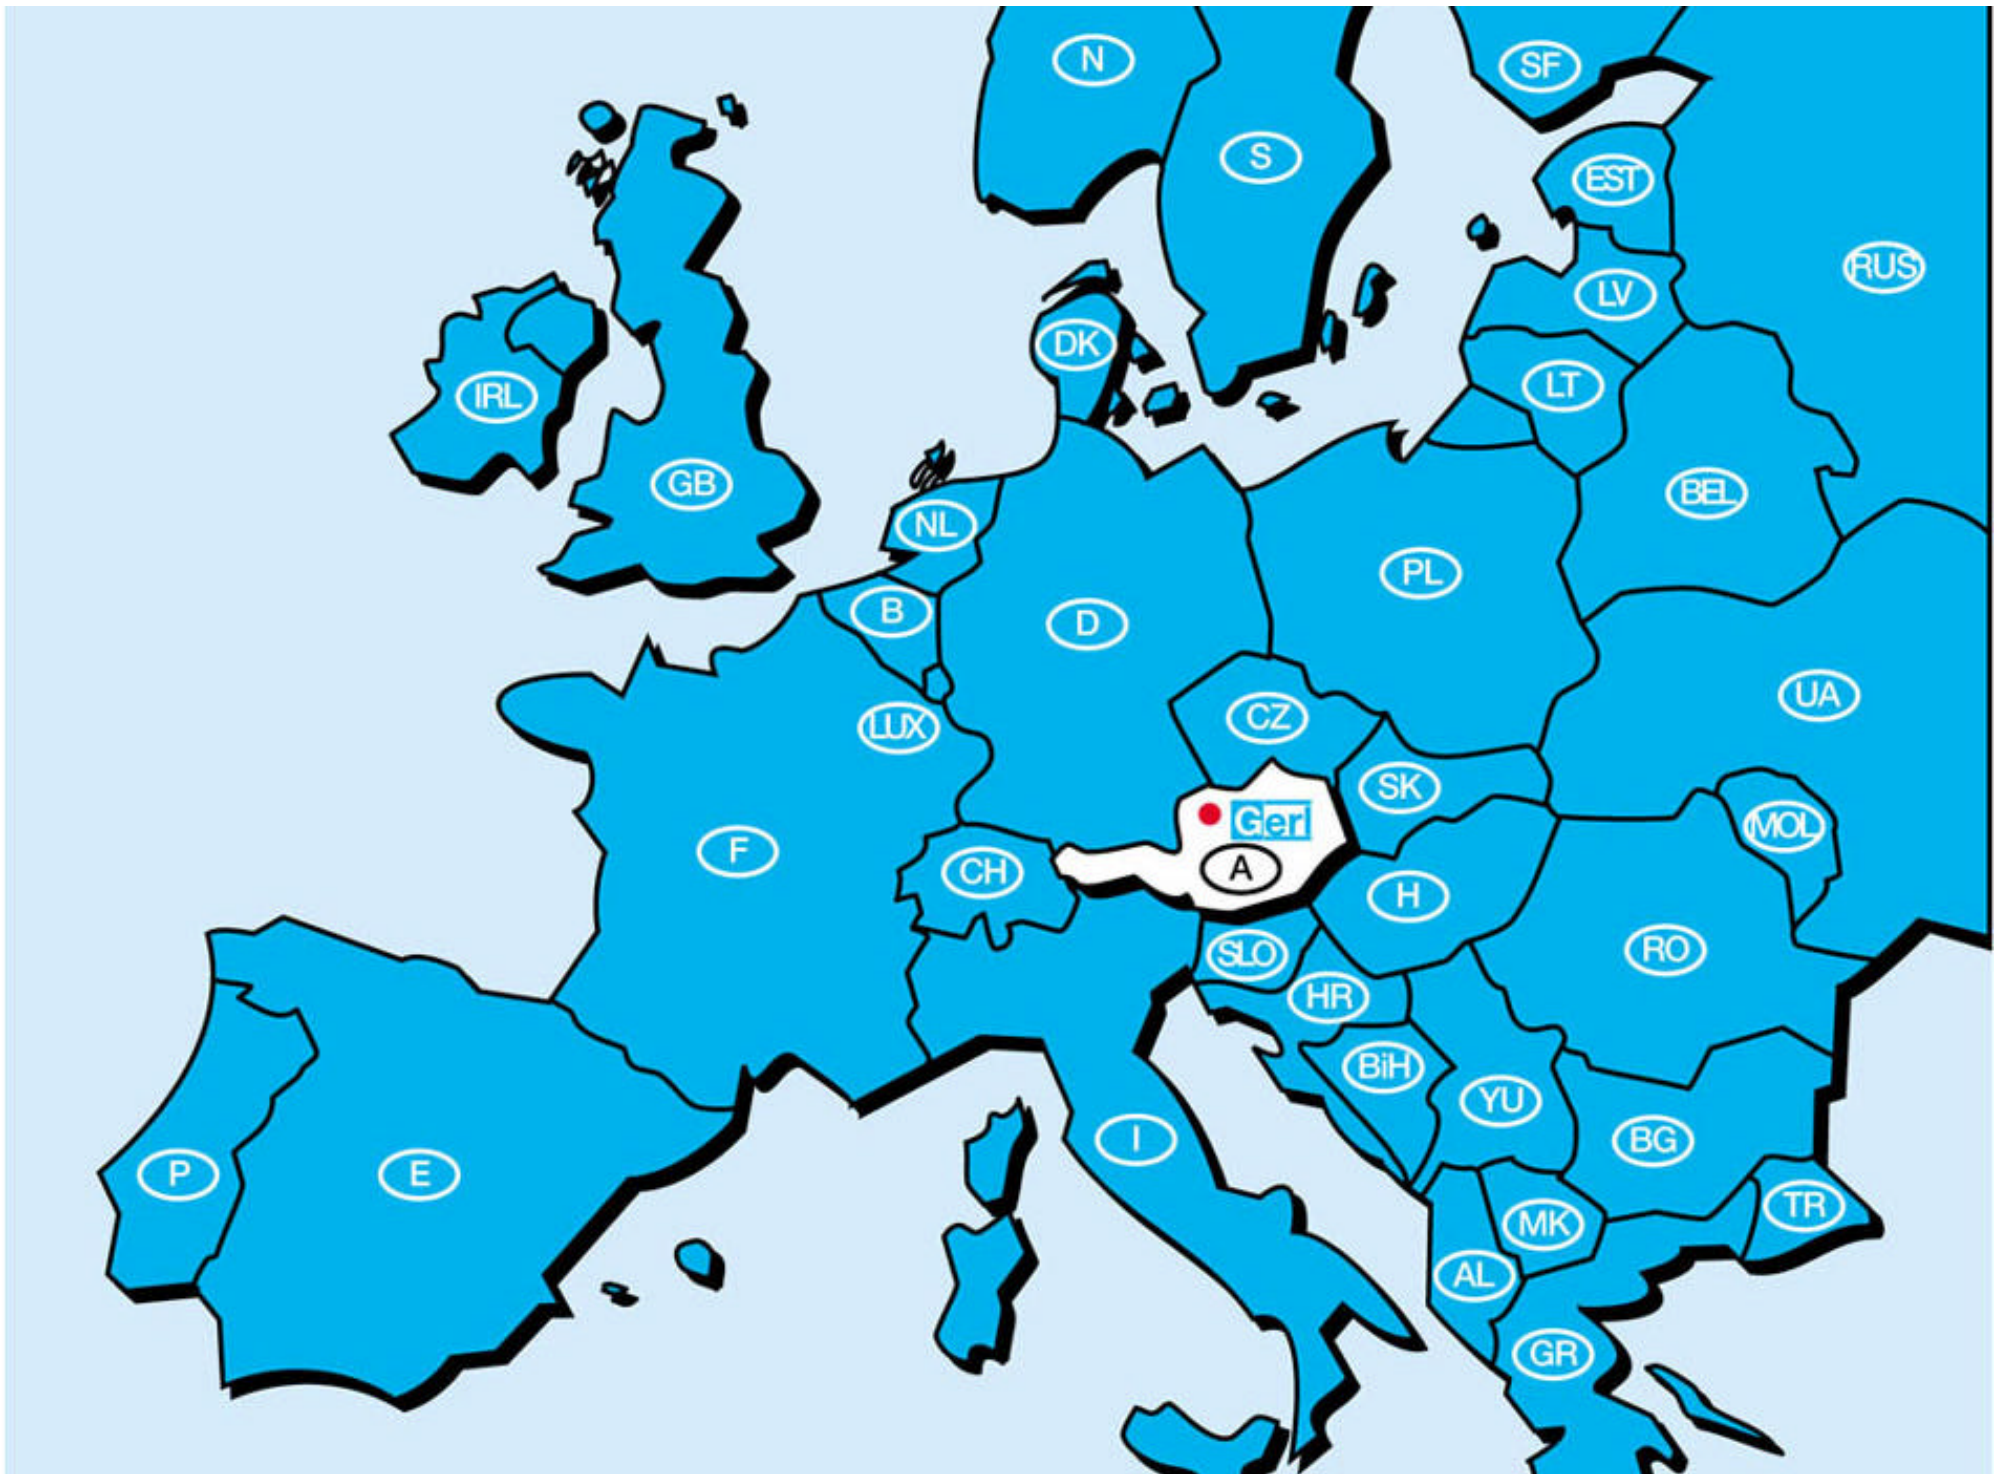 N
SF
S
EST
RUS
LV
DK
LT
IRL
GB
BEL
NL
PL
B
D
UA
CZ
LUX
SK
Gerl
MOL
F
A
CH
H
RO
SLO
HR
BiH
YU
I
BG
P
E
TR
MK
AL
GR